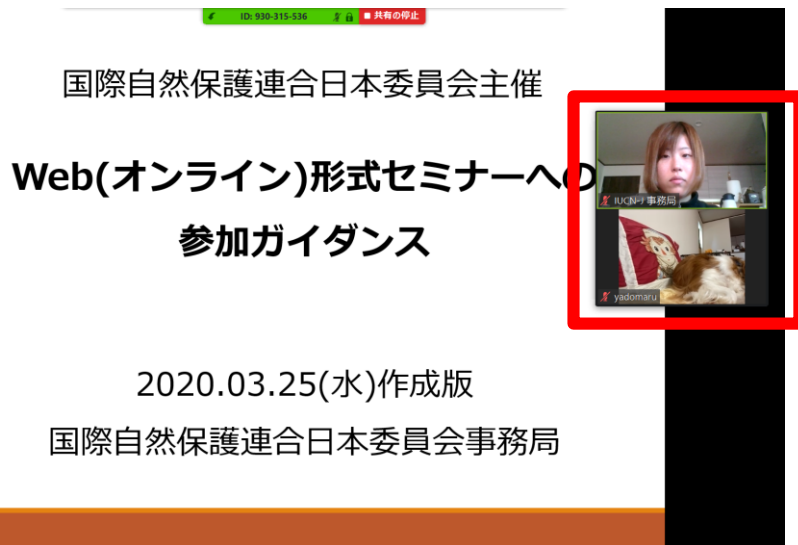 ID: 930-315-536
共有の停止
国際自然保護連合日本委員会主催
Web(オンライン)形式セミナーへの
参加ガイダンス
IUCN-J 事務局
yadomaru
2020.03.25(水)作成版
国際自然保護連合日本委員会事務局